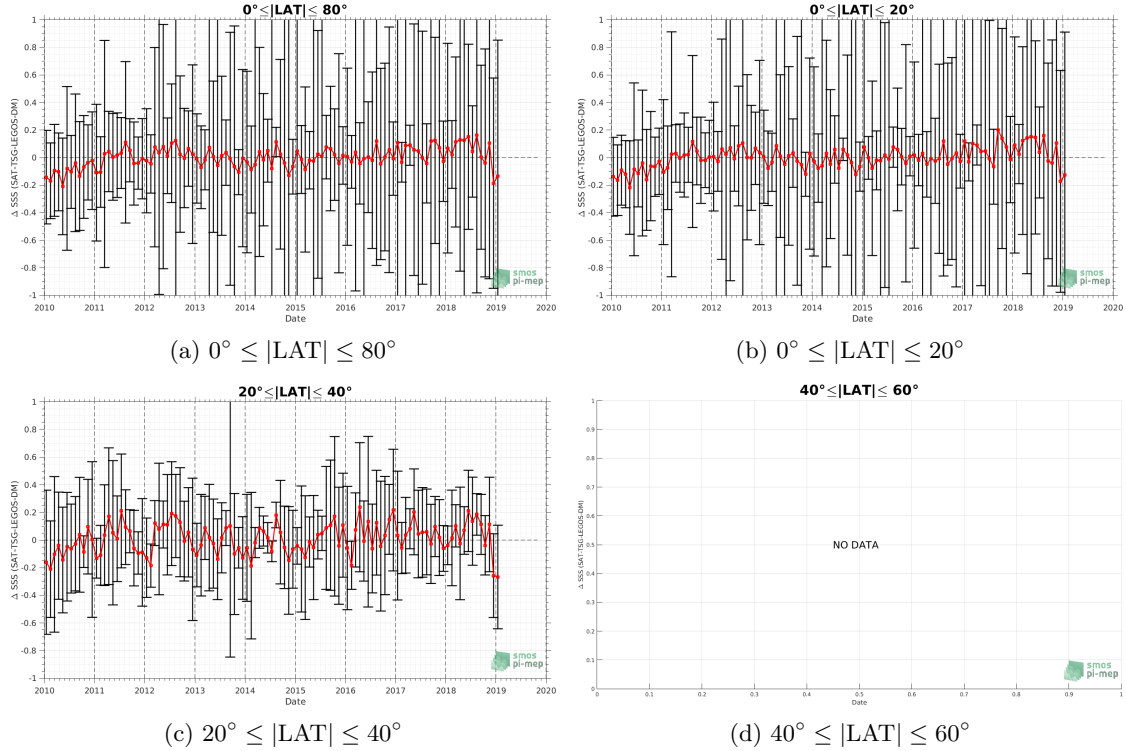 0°≤|LAT|≤ 80°
1
0.8
0.6
0.4
0.2
0
-0.2
-0.4
-0.6
-0.8
-1
Δ SSS (SAT-TSG-LEGOS-DM)
2010 2011 2012 2013 2014 2015 2016 2017 2018 2019 2020
Date
smos
pi-mep
(a) 0° ≤ |LAT| ≤ 80°
0°≤|LAT|≤ 20°
1
0.8
0.6
0.4
0.2
0
-0.2
-0.4
-0.6
-0.8
-1
Δ SSS (SAT-TSG-LEGOS-DM)
2010 2011 2012 2013 2014 2015 2016 2017 2018 2019 2020
Date
smos
pi-mep
(b) 0° ≤ |LAT| ≤ 20°
20°≤|LAT|≤ 40°
1
0.8
0.6
0.4
0.2
0
-0.2
-0.4
-0.6
-0.8
-1
Δ SSS (SAT-TSG-LEGOS-DM)
2010 2011 2012 2013 2014 2015 2016 2017 2018 2019 2020
Date
smos
pi-mep
(c) 20° ≤ |LAT| ≤ 40°
40°≤|LAT|≤ 60°
1
0.9
0.8
0.7
0.6
0.5
0.4
0.3
0.2
0.1
0
Δ SSS (SAT-TSG-LEGOS-DM)
NO DATA
0 0.1 0.2 0.3 0.4 0.5 0.6 0.7 0.8 0.9 1
Date
smos
pi-mep
(d) 40° ≤ |LAT| ≤ 60°